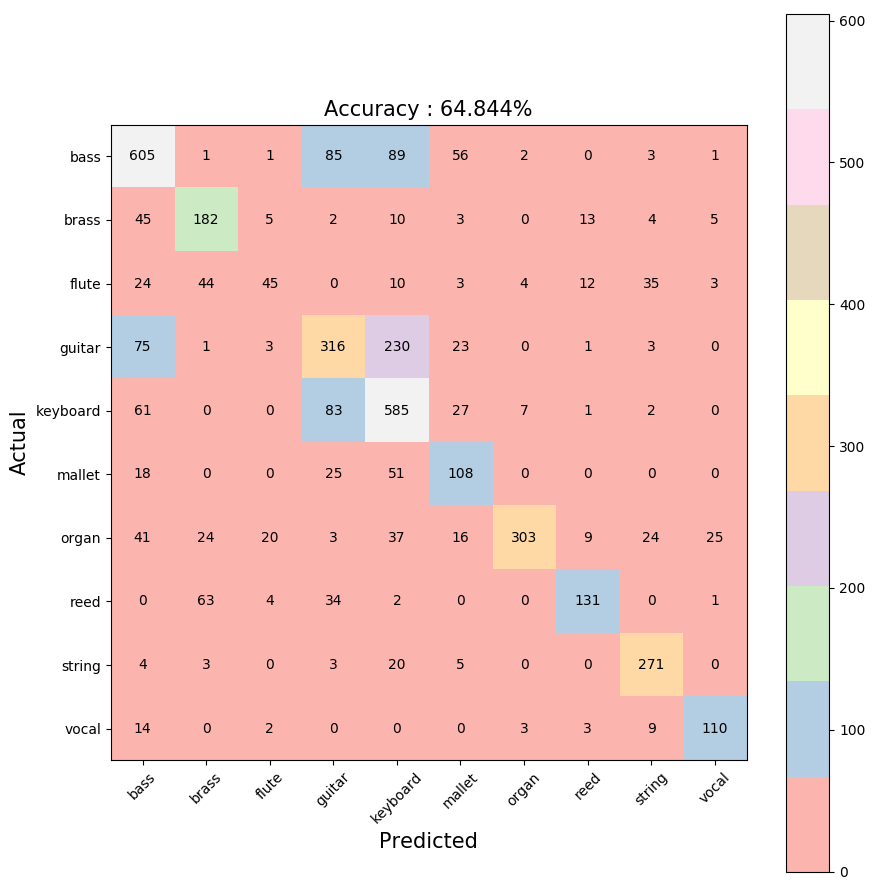 Accuracy : 64.844%
bass 605 1 1 85 89 56 2 0 3 1
brass 45 182 5 2 10 3 0 13 4 5
flute 24 44 45 0 10 3 4 12 35 3
guitar 75 1 3 316 230 23 0 1 3 0
keyboard 61 0 0 83 585 27 7 1 2 0
mallet 18 0 0 25 51 108 0 0 0 0
organ 41 24 20 3 37 16 303 9 24 25
reed 0 63 4 34 2 0 0 131 0 1
string 4 3 0 3 20 5 0 0 271 0
vocal 14 0 2 0 0 0 3 3 9 110
bass brass flute guitar keyboard mallet organ reed string vocal
Predicted
Actual
600
500
400
300
200
100
0